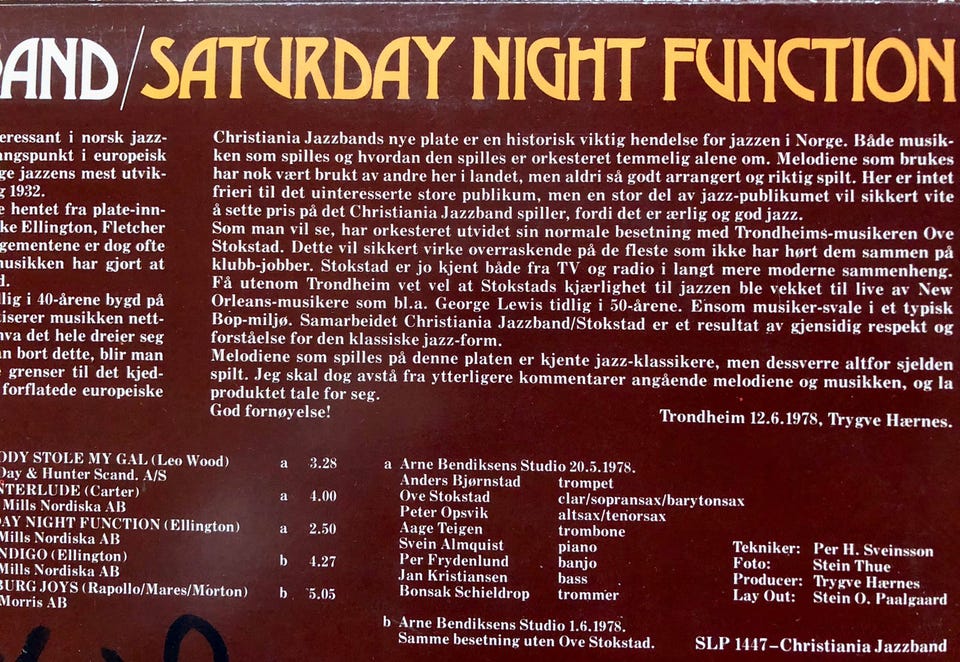 AND/SATURDAY NIGHT FUNCTION
eressant i norsk jazz-
angspunkt i europeisk
ge jazzens mest utvik-
g 1932.
e hentet fra plate-inn-
ke Ellington, Fletcher
gementene er dog ofte
musikken har gjort at
d.
llig i 40-årene bygd på
tiserer musikken nett-
hva det hele dreier seg
an bort dette, blir man
e grenser til det kjed-
forflatede europeiske
Christiania Jazzbands nye plate er en historisk viktig hendelse for jazzen i Norge. Både musik-
ken som spilles og hvordan den spilles er orkesteret temmelig alene om. Melodiene som brukes
har nok vært brukt av andre her i landet, men aldri så godt arrangert og riktig spilt. Her er intet
frieri til det uinteresserte store publikum, men en stor del av jazz-publikumet vil sikkert vite
å sette pris på det Christiania Jazzband spiller, fordi det er ærlig og god jazz.
Som man vil se, har orkesteret utvidet sin normale besetning med Trondheims-musikeren Ove
Stokstad. Dette vil sikkert virke overraskende på de fleste som ikke har hørt dem sammen på
klubb-jobber. Stokstad er jo kjent både fra TV og radio i langt mere moderne sammenheng.
Få utenom Trondheim vet vel at Stokstads kjærlighet til jazzen ble vekket til live av New
Orleans-musikere som bl.a. George Lewis tidlig i 50-årene. Ensom musiker-svale i et typisk
Bop-miljø. Samarbeidet Christiania Jazzband/Stokstad er et resultat av gjensidig respekt og
forståelse for den klassiske jazz-form.
Melodiene som spilles på denne platen er kjente jazz-klassikere, men dessverre altfor sjelden
spilt. Jeg skal dog avstå fra ytterligere kommentarer angående melodiene og musikken, og la
produktet tale for seg.
God fornøyelse!
Trondheim 12.6.1978, Trygve Hærnes.
ODY STOLE MY GAL (Leo Wood) a 3.28
Day & Hunter Scand. A/S
NTERLUDE (Carter) a 4.00
Mills Nordiska AB
AY NIGHT FUNCTION (Ellington) a 2.50
Mills Nordiska AB
NDIGO (Ellington) b 4.27
Mills Nordiska AB
BURG JOYS (Rapollo/Mares/Morton) b 5.05
Morris AB
a Arne Bendiksens Studio 20.5.1978.
Anders Bjørnstad trompet
Ove Stokstad clar/sopransax/barytonsax
Peter Opsvik altsax/tenorsax
Aage Teigen trombone
Svein Almquist piano
Per Frydenlund banjo
Jan Kristiansen bass
Bonsak Schieldrop trommer
b Arne Bendiksens Studio 1.6.1978.
Samme besetning uten Ove Stokstad.
Tekniker: Per H. Sveinsson
Foto: Stein Thue
Producer: Trygve Hærnes
Lay Out: Stein O. Paalgaard
SLP 1447–Christiania Jazzband